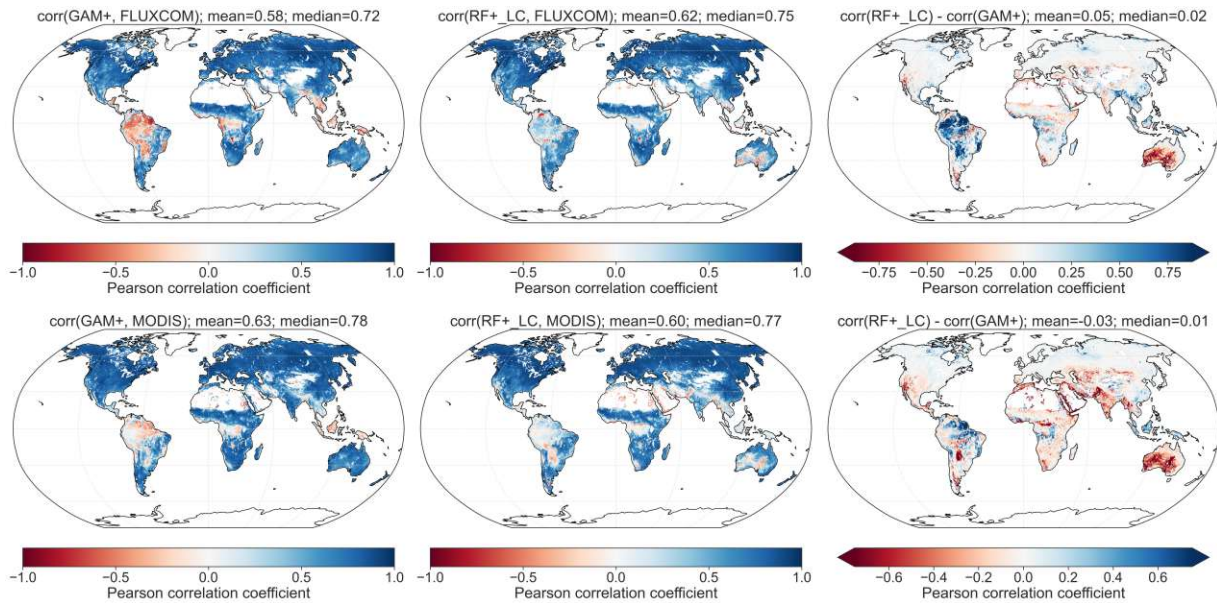 corr(GAM+, FLUXCOM); mean=0.58; median=0.72
corr(RF+_LC, FLUXCOM); mean=0.62; median=0.75
corr(RF+_LC) - corr(GAM+); mean=0.05; median=0.02
−1.0 −0.5 0.0 0.5 1.0
Pearson correlation coefficient
−1.0 −0.5 0.0 0.5 1.0
Pearson correlation coefficient
−0.75 −0.50 −0.25 0.00 0.25 0.50 0.75
Pearson correlation coefficient
corr(GAM+, MODIS); mean=0.63; median=0.78
corr(RF+_LC, MODIS); mean=0.60; median=0.77
corr(RF+_LC) - corr(GAM+); mean=-0.03; median=0.01
−1.0 −0.5 0.0 0.5 1.0
Pearson correlation coefficient
−1.0 −0.5 0.0 0.5 1.0
Pearson correlation coefficient
−0.6 −0.4 −0.2 0.0 0.2 0.4 0.6
Pearson correlation coefficient